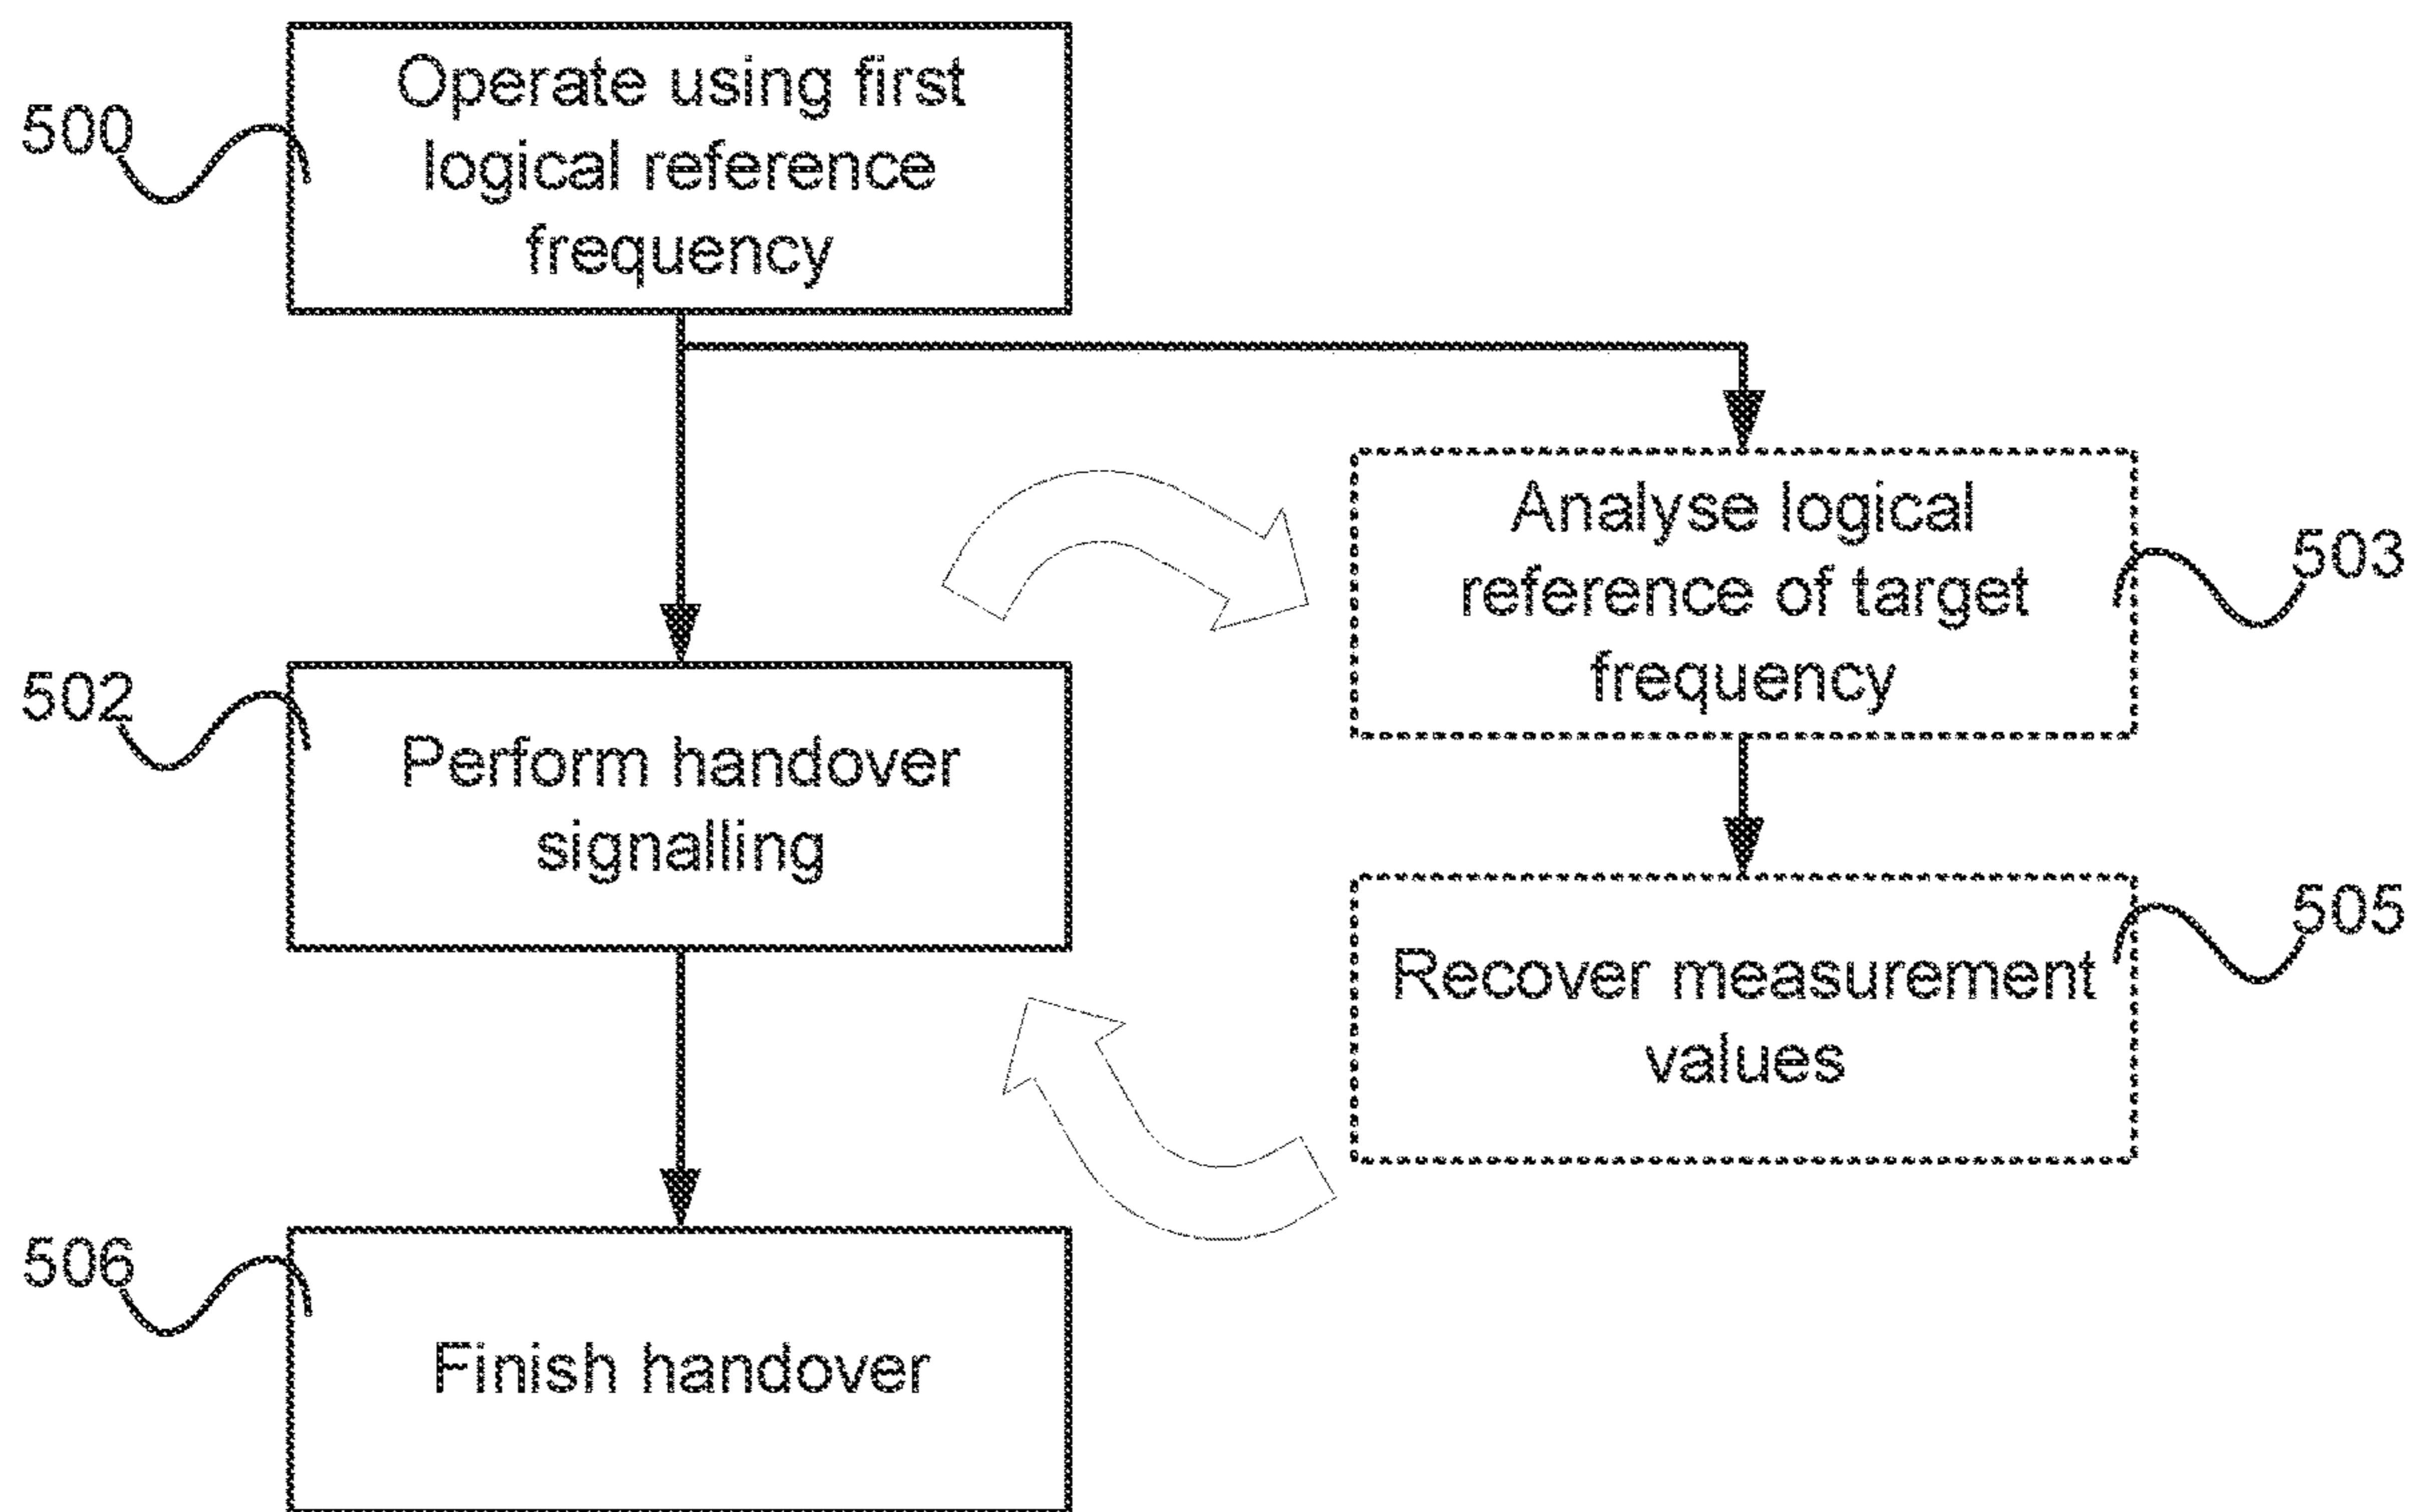 500
Operate using first
logical reference
frequency
Analyse logical
reference of target
frequency
503
502
Perform handover
signalling
505
Recover measurement
values
506
Finish handover